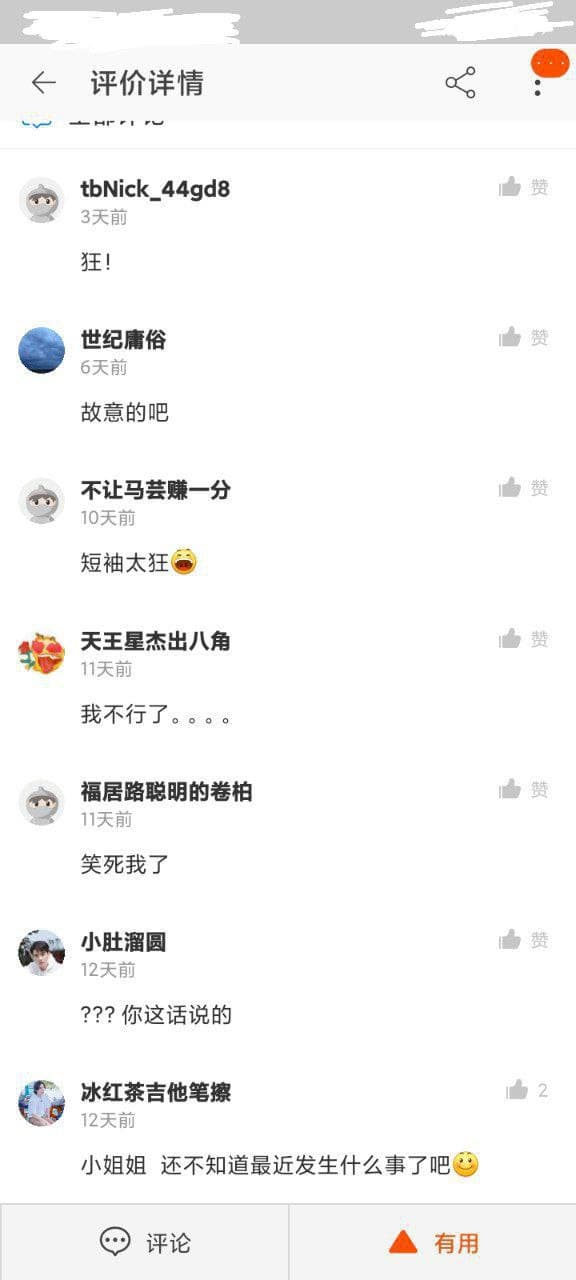 评价详情
全部评论
tbNick_44gd8
赞
3天前
狂!
世纪庸俗
赞
6天前
故意的吧
不让马芸赚一分
赞
10天前
短袖太狂
天王星杰出八角
赞
11天前
我不行了。。。。
福居路聪明的卷柏
赞
11天前
笑死我了
小肚溜圆
赞
12天前
??? 你这话说的
冰红茶吉他笔擦
2
12天前
小姐姐 还不知道最近发生什么事了吧
评论
有用